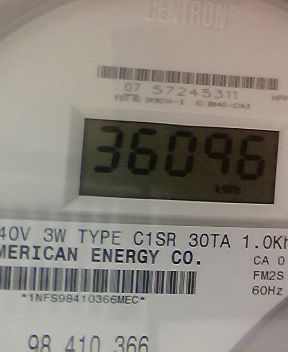 CENTRON
07 57245311
36096
kWh
40V 3W TYPE C1SR 30TA 1.0Kh
MERICAN ENERGY CO.
CA 0
FM2S
60Hz
*1NFS98410366MEC*
98 410 366